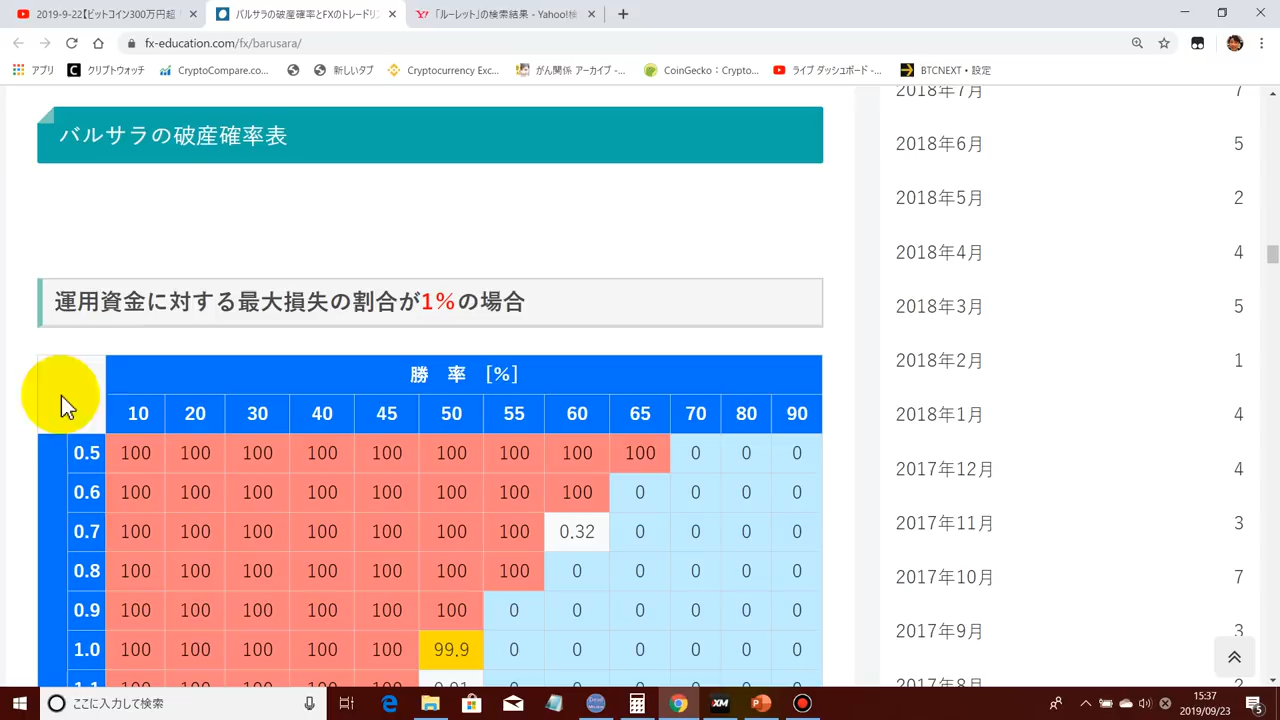 2019-9-22【ビットコイン300万円超
バルサラの破産確率とFXのトレードリス
「ルーレット」の検索結果 - Yahoo!検
fx-education.com/fx/barusara/
アプリ クリプトウォッチ CryptoCompare.co... 新しいタブ Cryptocurrency Exc... がん関係 アーカイブ -... CoinGecko：Crypto... ライブ ダッシュボード -... BTCNEXT・設定
バルサラの破産確率表
運用資金に対する最大損失の割合が1%の場合
勝 率 [%]
10 20 30 40 45 50 55 60 65 70 80 90
0.5 100 100 100 100 100 100 100 100 100 0 0 0
0.6 100 100 100 100 100 100 100 100 0 0 0 0
0.7 100 100 100 100 100 100 100 0.32 0 0 0 0
0.8 100 100 100 100 100 100 100 0 0 0 0 0
0.9 100 100 100 100 100 100 0 0 0 0 0 0
1.0 100 100 100 100 100 99.9 0 0 0 0 0 0
2018年7月 7
2018年6月 5
2018年5月 2
2018年4月 4
2018年3月 5
2018年2月 1
2018年1月 4
2017年12月 4
2017年11月 3
2017年10月 7
2017年9月 3
2017年8月
ここに入力して検索
XM
15:37
2019/09/23
5